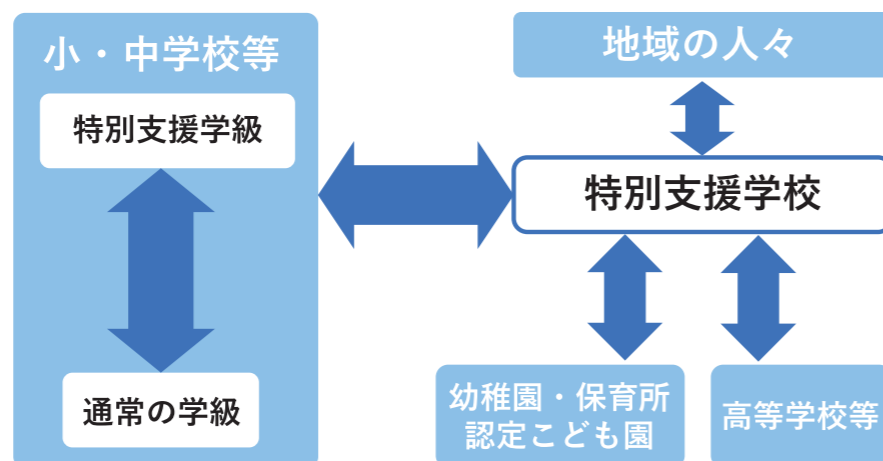 小・中学校等
特別支援学級
通常の学級
地域の人々
特別支援学校
幼稚園・保育所
認定こども園
高等学校等